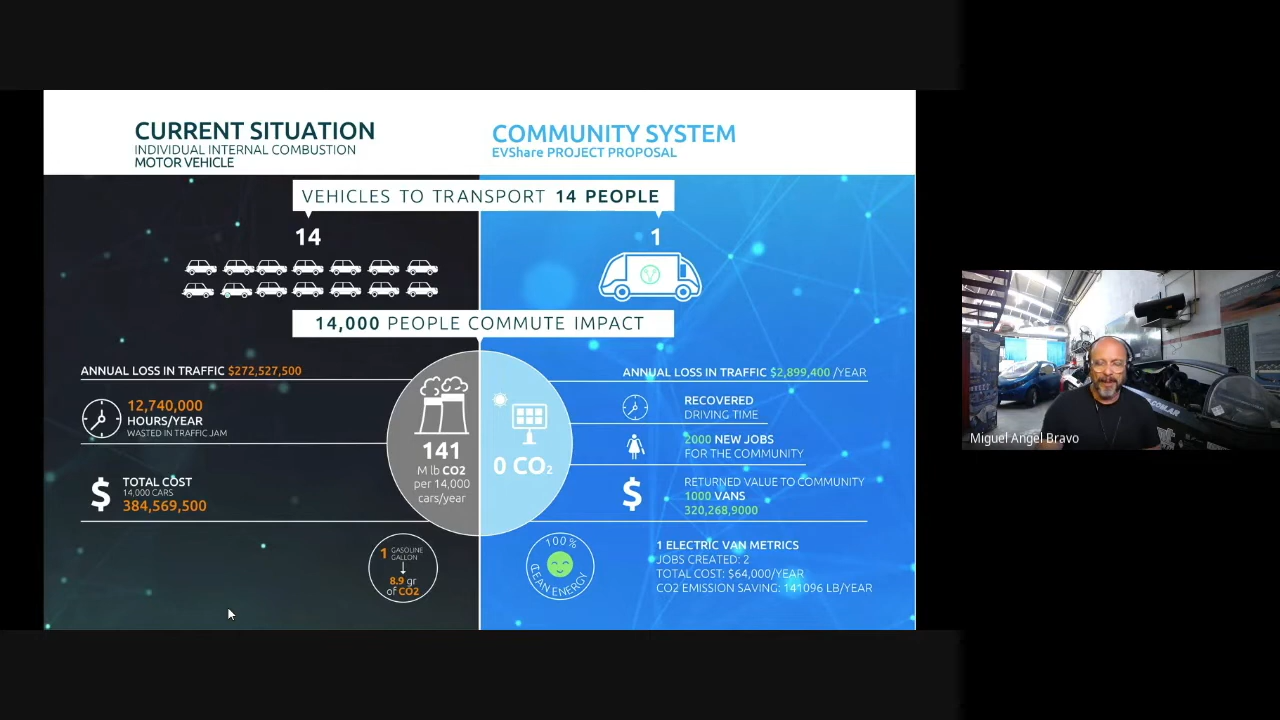 CURRENT SITUATION
INDIVIDUAL INTERNAL COMBUSTION
MOTOR VEHICLE
COMMUNITY SYSTEM
EVShare PROJECT PROPOSAL
VEHICLES TO TRANSPORT 14 PEOPLE
14
1
14,000 PEOPLE COMMUTE IMPACT
ANNUAL LOSS IN TRAFFIC $272,527,500
12,740,000
HOURS/YEAR
WASTED IN TRAFFIC JAM
TOTAL COST
14,000 CARS
384,569,500
141
M lb CO2
per 14,000
cars/year
0 CO2
1 GASOLINE
GALLON
8.9 gr
of CO2
ANNUAL LOSS IN TRAFFIC $2,899,400 /YEAR
RECOVERED
DRIVING TIME
2000 NEW JOBS
FOR THE COMMUNITY
RETURNED VALUE TO COMMUNITY
1000 VANS
320,268,9000
100%
CLEAN ENERGY
1 ELECTRIC VAN METRICS
JOBS CREATED: 2
TOTAL COST: $64,000/YEAR
CO2 EMISSION SAVING: 141096 LB/YEAR
Miguel Angel Bravo